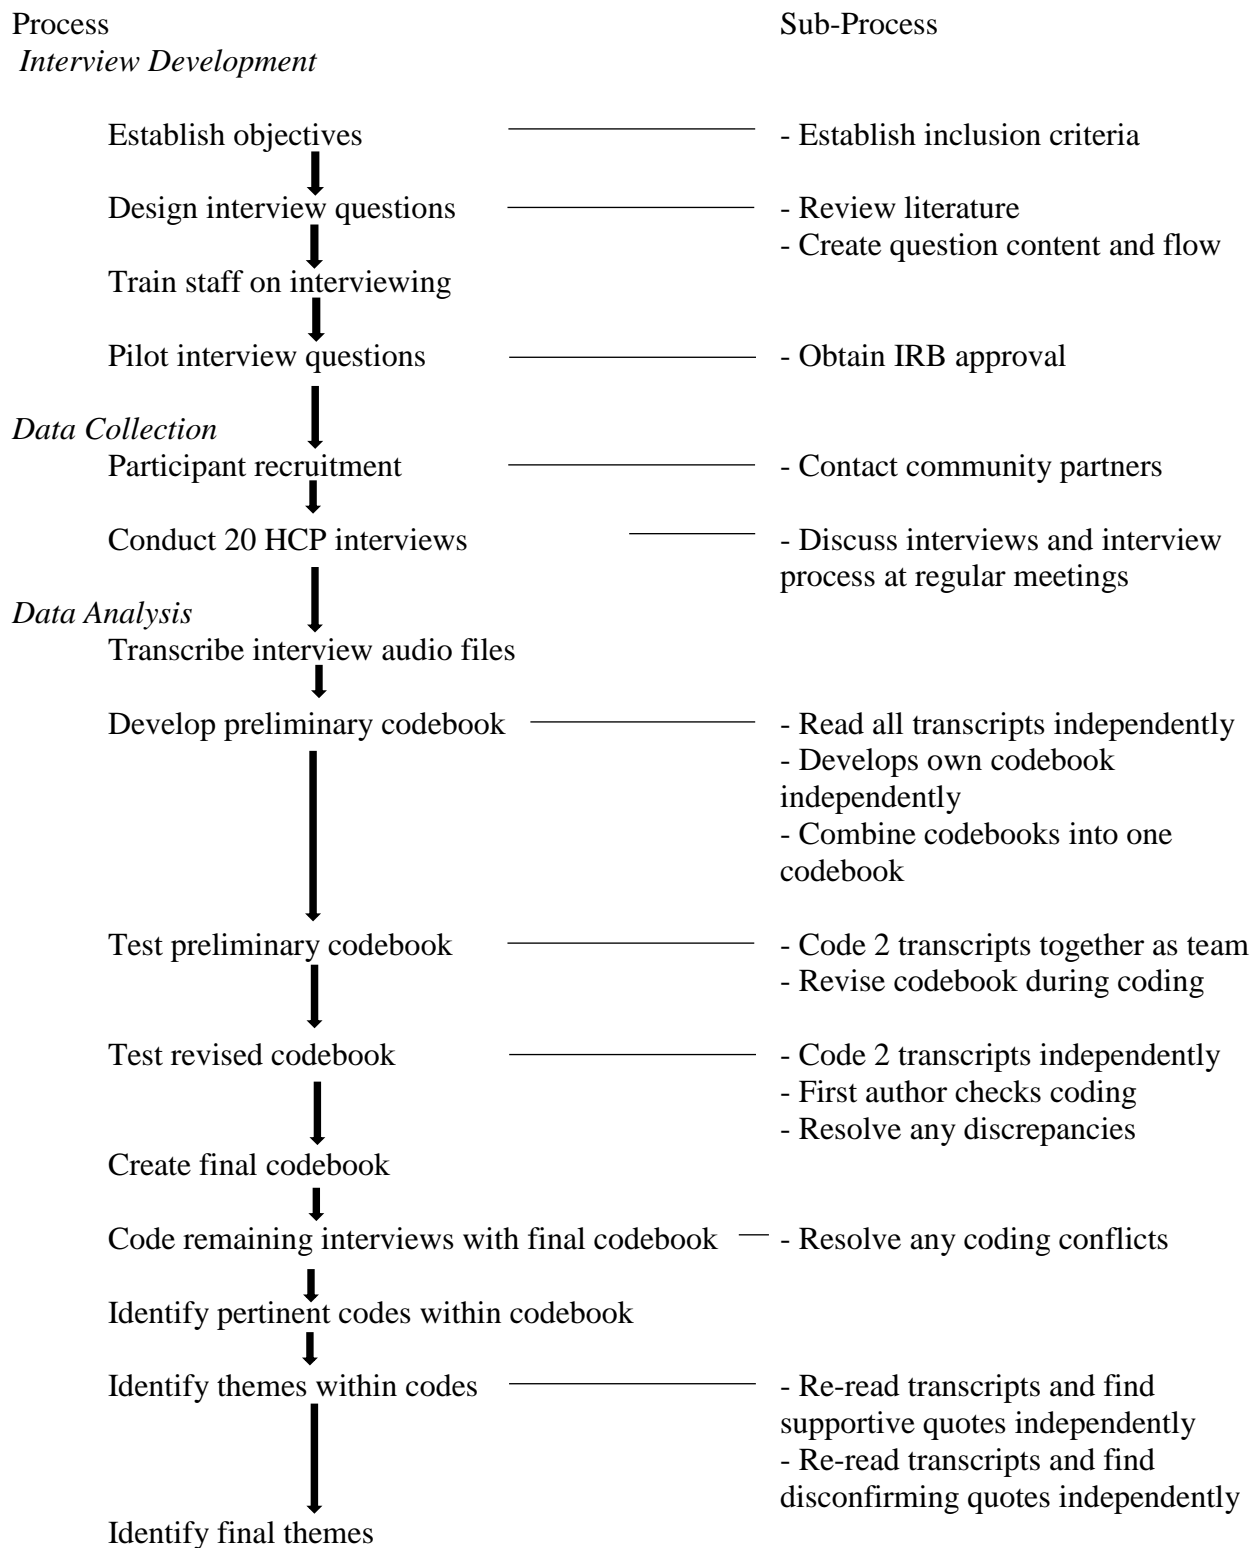 Process Sub-Process
Interview Development
Establish objectives - Establish inclusion criteria
Design interview questions - Review literature
- Create question content and flow
Train staff on interviewing
Pilot interview questions - Obtain IRB approval
Data Collection
Participant recruitment - Contact community partners
Conduct 20 HCP interviews - Discuss interviews and interview
process at regular meetings
Data Analysis
Transcribe interview audio files
Develop preliminary codebook - Read all transcripts independently
- Develops own codebook
independently
- Combine codebooks into one
codebook
Test preliminary codebook - Code 2 transcripts together as team
- Revise codebook during coding
Test revised codebook - Code 2 transcripts independently
- First author checks coding
- Resolve any discrepancies
Create final codebook
Code remaining interviews with final codebook - Resolve any coding conflicts
Identify pertinent codes within codebook
Identify themes within codes - Re-read transcripts and find
supportive quotes independently
- Re-read transcripts and find
disconfirming quotes independently
Identify final themes